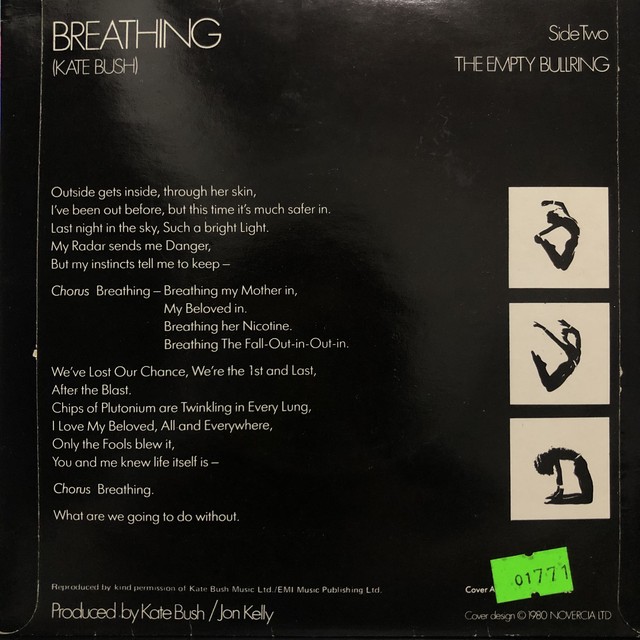 BREATHING
(KATE BUSH)
Side Two
THE EMPTY BULLRING
Outside gets inside, through her skin,
I've been out before, but this time it's much safer in.
Last night in the sky, Such a bright Light.
My Radar sends me Danger,
But my instincts tell me to keep –
Chorus Breathing – Breathing my Mother in,
My Beloved in.
Breathing her Nicotine.
Breathing The Fall-Out-in-Out-in.
We've Lost Our Chance, We're the 1st and Last,
After the Blast.
Chips of Plutonium are Twinkling in Every Lung,
I Love My Beloved, All and Everywhere,
Only the Fools blew it,
You and me knew life itself is –
Chorus Breathing.
What are we going to do without.
Reproduced by kind permission of Kate Bush Music Ltd./EMI Music Publishing Ltd.
Produced by Kate Bush / Jon Kelly
Cover
01771
Cover design © 1980 NOVERCIA LTD